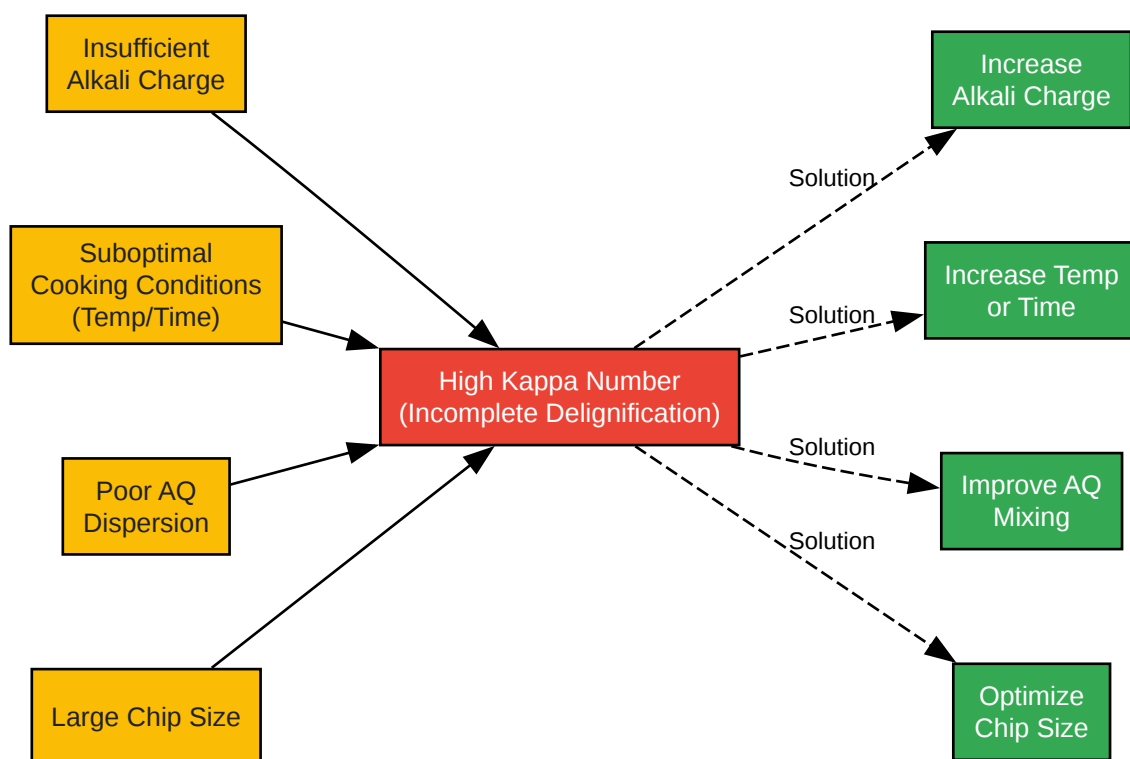 Insufficient
Alkali Charge
Suboptimal
Cooking Conditions
(Temp/Time)
Poor AQ
Dispersion
Large Chip Size
High Kappa Number
(Incomplete Delignification)
Solution
Solution
Solution
Solution
Increase
Alkali Charge
Increase Temp
or Time
Improve AQ
Mixing
Optimize
Chip Size